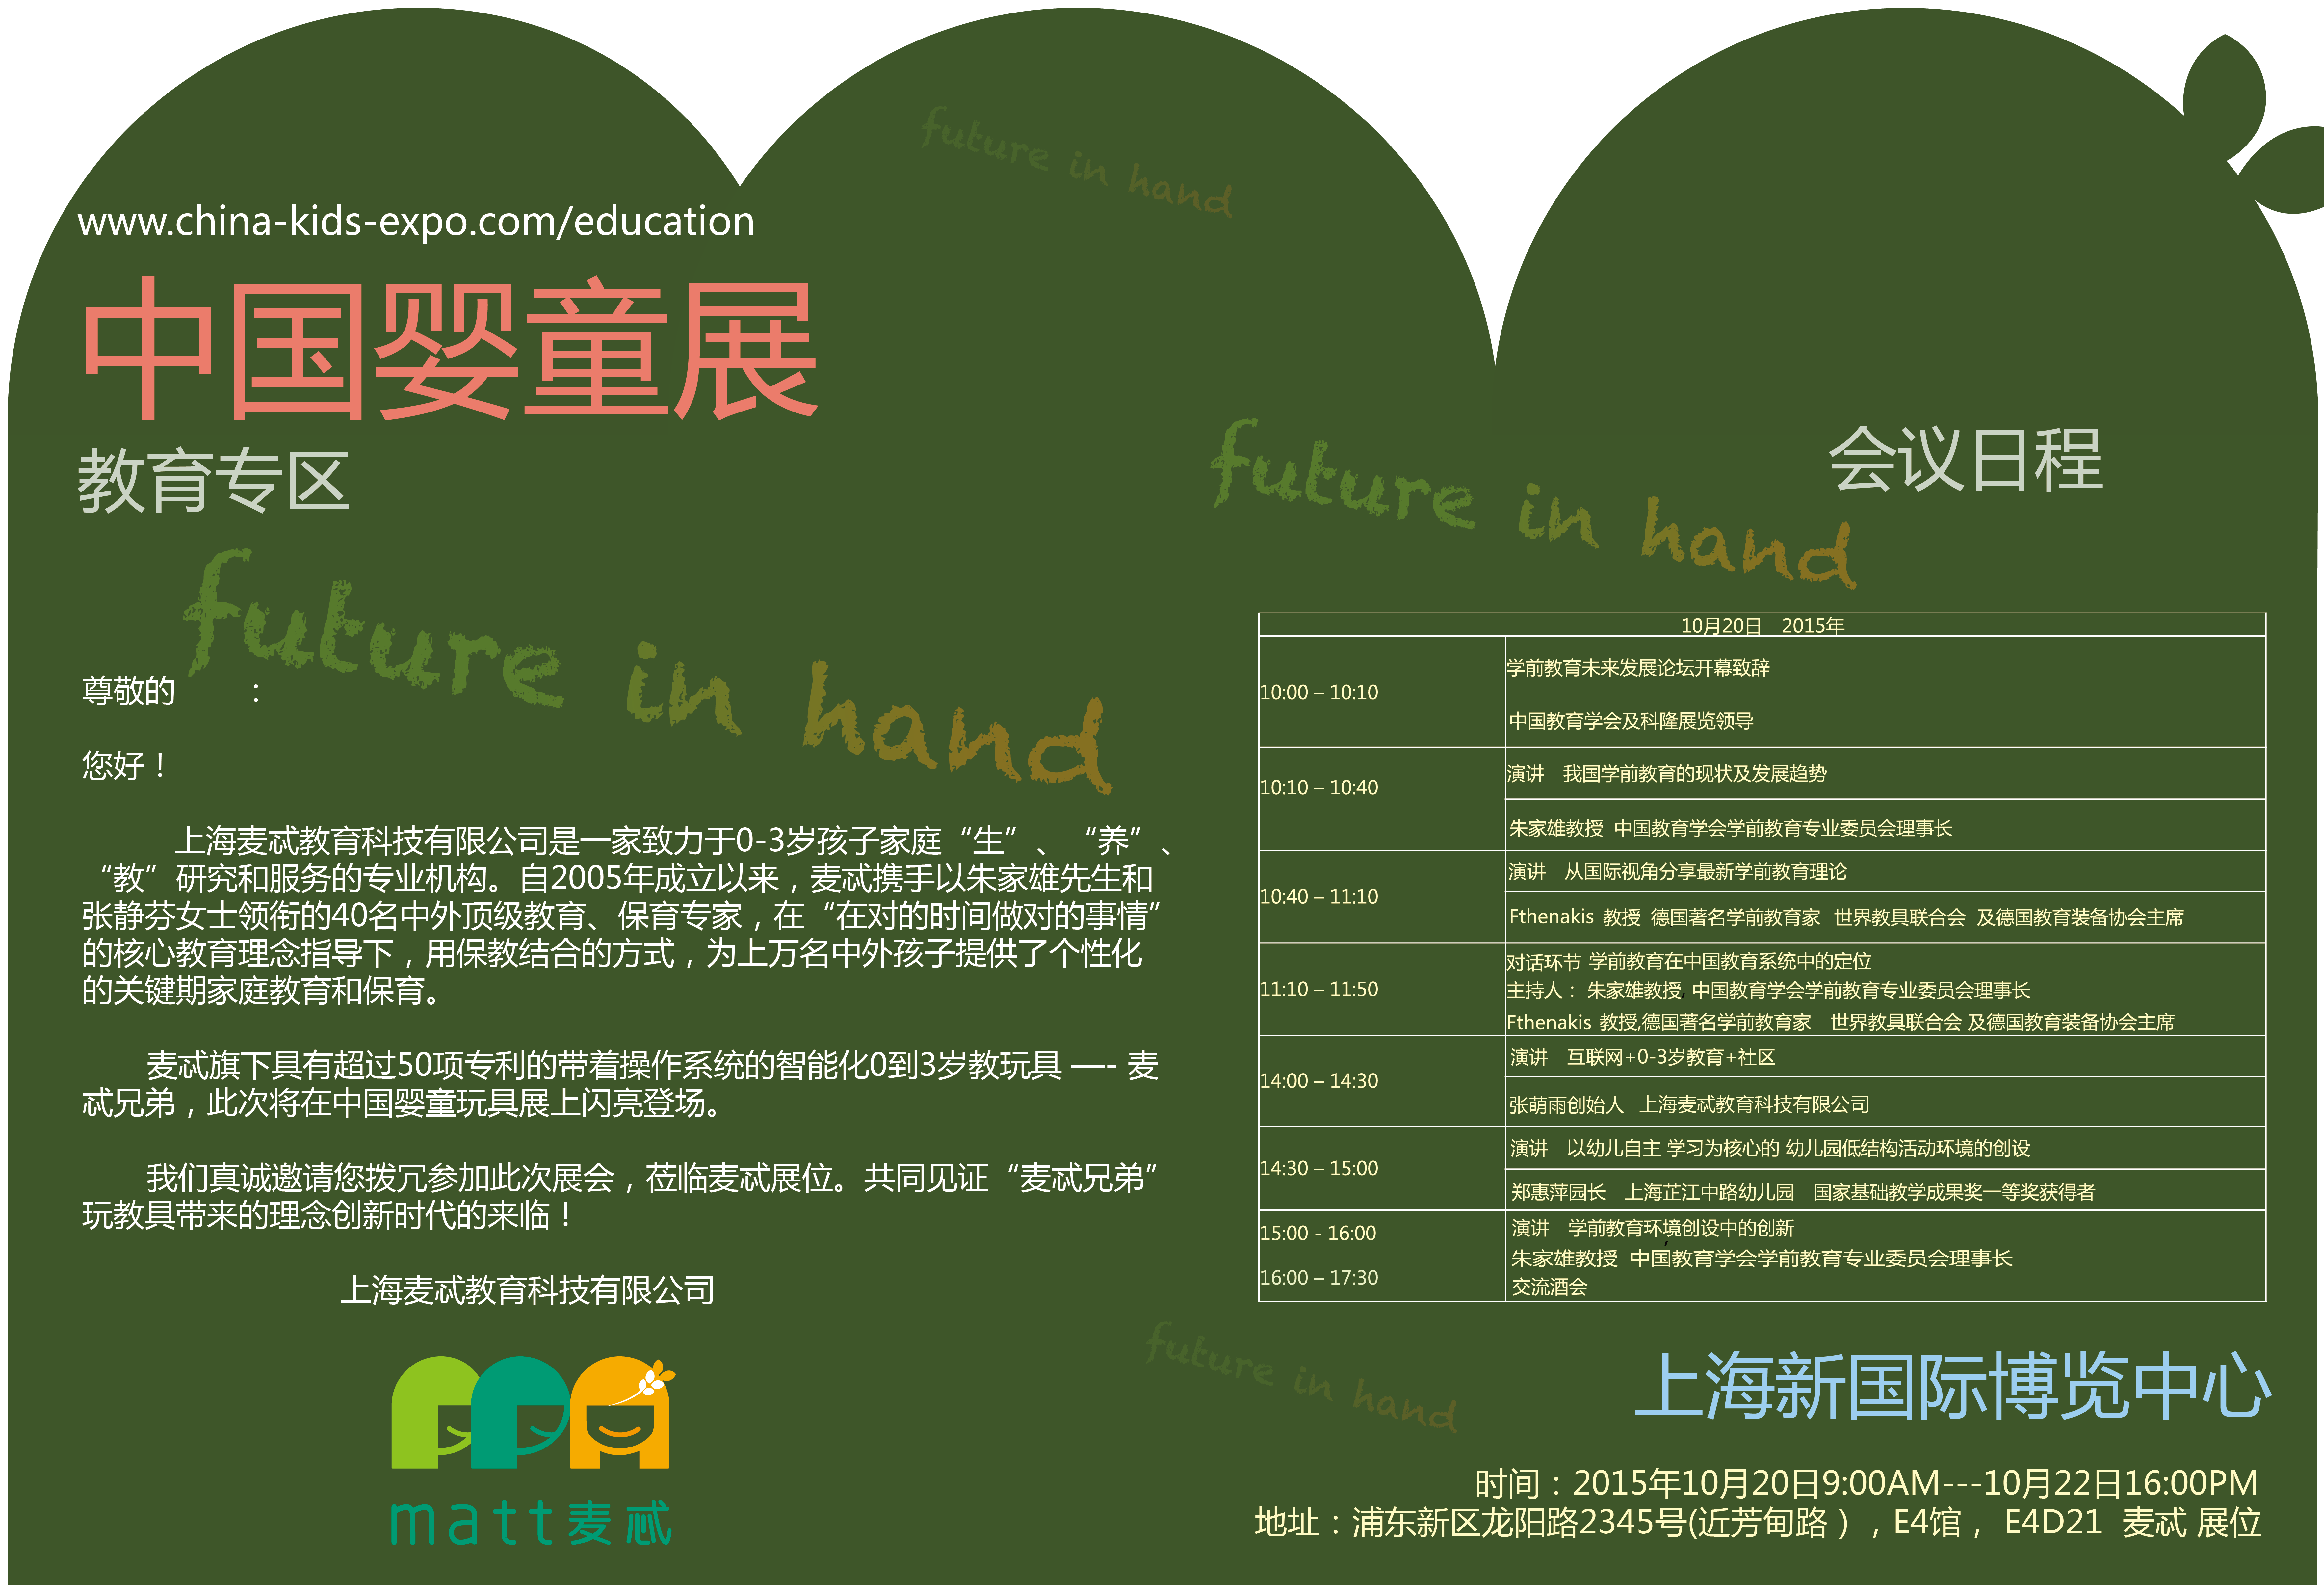 future in hand
www.china-kids-expo.com/education
中国婴童展
教育专区
future in hand
尊敬的 :
您好！
上海麦忒教育科技有限公司是一家致力于0-3岁孩子家庭“生”、“养”、
“教”研究和服务的专业机构。自2005年成立以来，麦忒携手以朱家雄先生和
张静芬女士领衔的40名中外顶级教育、保育专家，在“在对的时间做对的事情”
的核心教育理念指导下，用保教结合的方式，为上万名中外孩子提供了个性化
的关键期家庭教育和保育。
麦忒旗下具有超过50项专利的带着操作系统的智能化0到3岁教玩具 —-- 麦
忒兄弟，此次将在中国婴童玩具展上闪亮登场。
我们真诚邀请您拨冗参加此次展会，莅临麦忒展位。共同见证“麦忒兄弟”
玩教具带来的理念创新时代的来临！
上海麦忒教育科技有限公司
matt麦忒
会议日程
future in hand
10月20日 2015年
10:00 – 10:10
学前教育未来发展论坛开幕致辞
中国教育学会及科隆展览领导
10:10 – 10:40
演讲 我国学前教育的现状及发展趋势
朱家雄教授 中国教育学会学前教育专业委员会理事长
10:40 – 11:10
演讲 从国际视角分享最新学前教育理论
Fthenakis 教授 德国著名学前教育家 世界教具联合会 及德国教育装备协会主席
11:10 – 11:50
对话环节 学前教育在中国教育系统中的定位
主持人： 朱家雄教授, 中国教育学会学前教育专业委员会理事长
Fthenakis 教授,德国著名学前教育家 世界教具联合会 及德国教育装备协会主席
14:00 – 14:30
演讲 互联网+0-3岁教育+社区
张萌雨创始人 上海麦忒教育科技有限公司
14:30 – 15:00
演讲 以幼儿自主 学习为核心的 幼儿园低结构活动环境的创设
郑惠萍园长 上海芷江中路幼儿园 国家基础教学成果奖一等奖获得者
15:00 - 16:00
演讲 学前教育环境创设中的创新
朱家雄教授 中国教育学会学前教育专业委员会理事长
16:00 – 17:30
交流酒会
future in hand
上海新国际博览中心
时间：2015年10月20日9:00AM---10月22日16:00PM
地址：浦东新区龙阳路2345号(近芳甸路），E4馆， E4D21 麦忒 展位